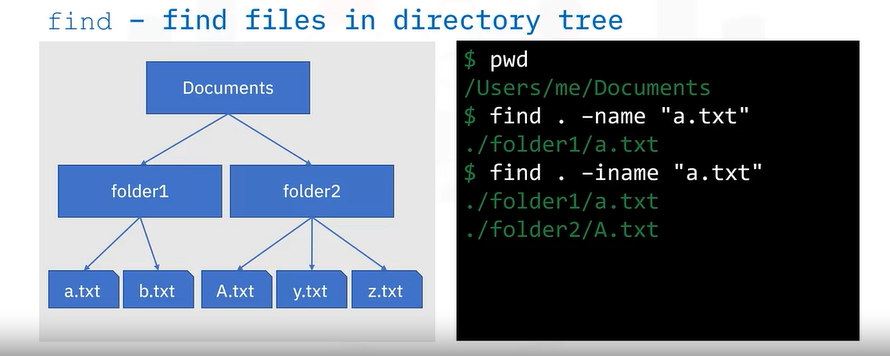 find – find files in directory tree
Documents
folder1
folder2
a.txt
b.txt
A.txt
y.txt
z.txt
$ pwd
/Users/me/Documents
$ find . –name "a.txt"
./folder1/a.txt
$ find . –iname "a.txt"
./folder1/a.txt
./folder2/A.txt